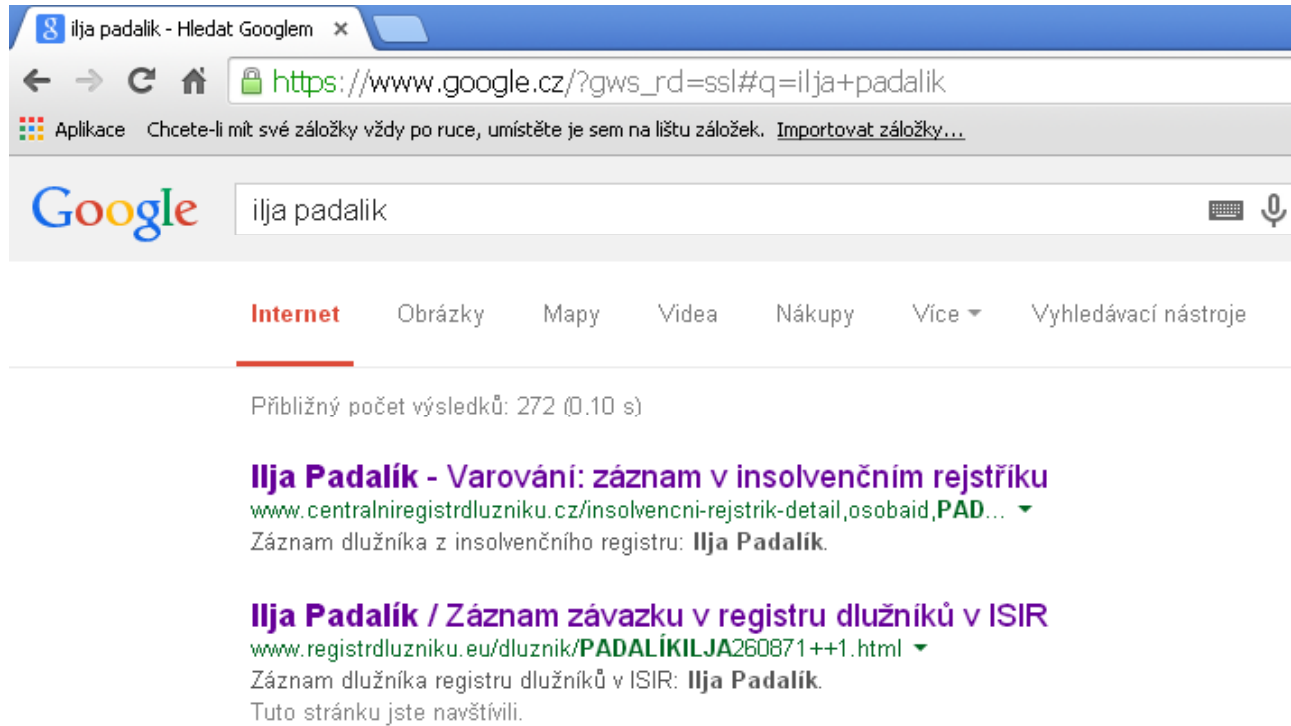 ilja padalik - Hledat Googlem
https://www.google.cz/?gws_rd=ssl#q=ilja+padalik
Aplikace Chcete-li mít své záložky vždy po ruce, umístěte je sem na lištu záložek. Importovat záložky...
Google ilja padalik
Internet Obrázky Mapy Videa Nákupy Více Vyhledávací nástroje
Přibližný počet výsledků: 272 (0.10 s)
Ilja Padalík - Varování: záznam v insolvenčním rejstříku
www.centralniregistrdluzniku.cz/insolvencni-rejstrik-detail,osobaid,PAD...
Záznam dlužníka z insolvenčního registru: Ilja Padalík.
Ilja Padalík / Záznam závazku v registru dlužníků v ISIR
www.registrdluzniku.eu/dluznik/PADALÍKILJA260871++1.html
Záznam dlužníka registru dlužníků v ISIR: Ilja Padalík.
Tuto stránku jste navštívili.